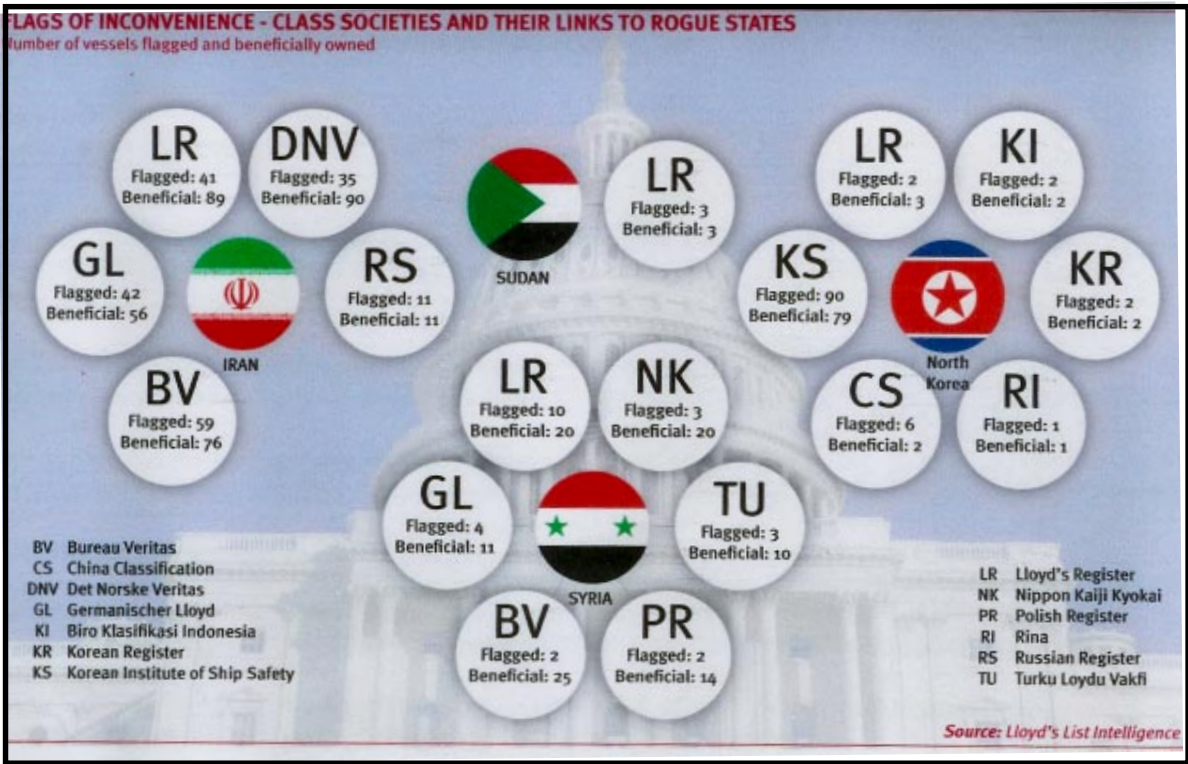 FLAGS OF INCONVENIENCE - CLASS SOCIETIES AND THEIR LINKS TO ROGUE STATES
Number of vessels flagged and beneficially owned
LR
Flagged: 41
Beneficial: 89
DNV
Flagged: 35
Beneficial: 90
GL
Flagged: 42
Beneficial: 56
RS
Flagged: 11
Beneficial: 11
IRAN
BV
Flagged: 59
Beneficial: 76
SUDAN
LR
Flagged: 3
Beneficial: 3
LR
Flagged: 2
Beneficial: 3
KI
Flagged: 2
Beneficial: 2
KS
Flagged: 90
Beneficial: 79
KR
Flagged: 2
Beneficial: 2
North
Korea
CS
Flagged: 6
Beneficial: 2
RI
Flagged: 1
Beneficial: 1
LR
Flagged: 10
Beneficial: 20
NK
Flagged: 3
Beneficial: 20
GL
Flagged: 4
Beneficial: 11
TU
Flagged: 3
Beneficial: 10
SYRIA
BV
Flagged: 2
Beneficial: 25
PR
Flagged: 2
Beneficial: 14
BV Bureau Veritas
CS China Classification
DNV Det Norske Veritas
GL Germanischer Lloyd
KI Biro Klasifikasi Indonesia
KR Korean Register
KS Korean Institute of Ship Safety
LR Lloyd's Register
NK Nippon Kaiji Kyokai
PR Polish Register
RI Rina
RS Russian Register
TU Turku Loydu Vakfi
Source: Lloyd's List Intelligence